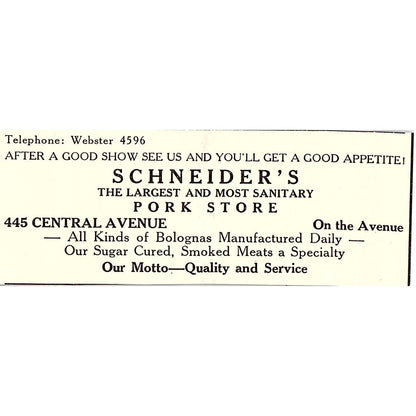 Telephone: Webster 4596
AFTER A GOOD SHOW SEE US AND YOU'LL GET A GOOD APPETITE!
SCHNEIDER'S
THE LARGEST AND MOST SANITARY
PORK STORE
445 CENTRAL AVENUE On the Avenue
— All Kinds of Bolognas Manufactured Daily —
Our Sugar Cured, Smoked Meats a Specialty
Our Motto—Quality and Service